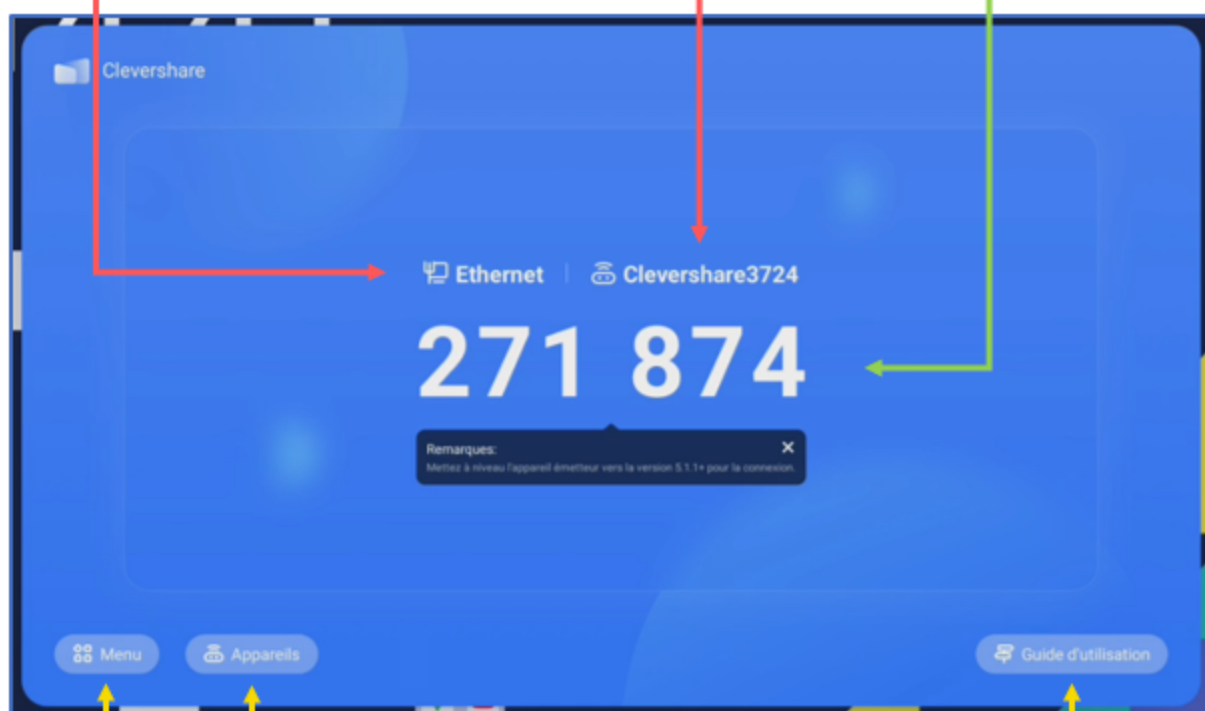 Clevershare
Ethernet | Clevershare3724
271 874
Remarques:
Mettez à niveau l'appareil émetteur vers la version 5.1.1+ pour la connexion.
Menu
Appareils
Guide d'utilisation